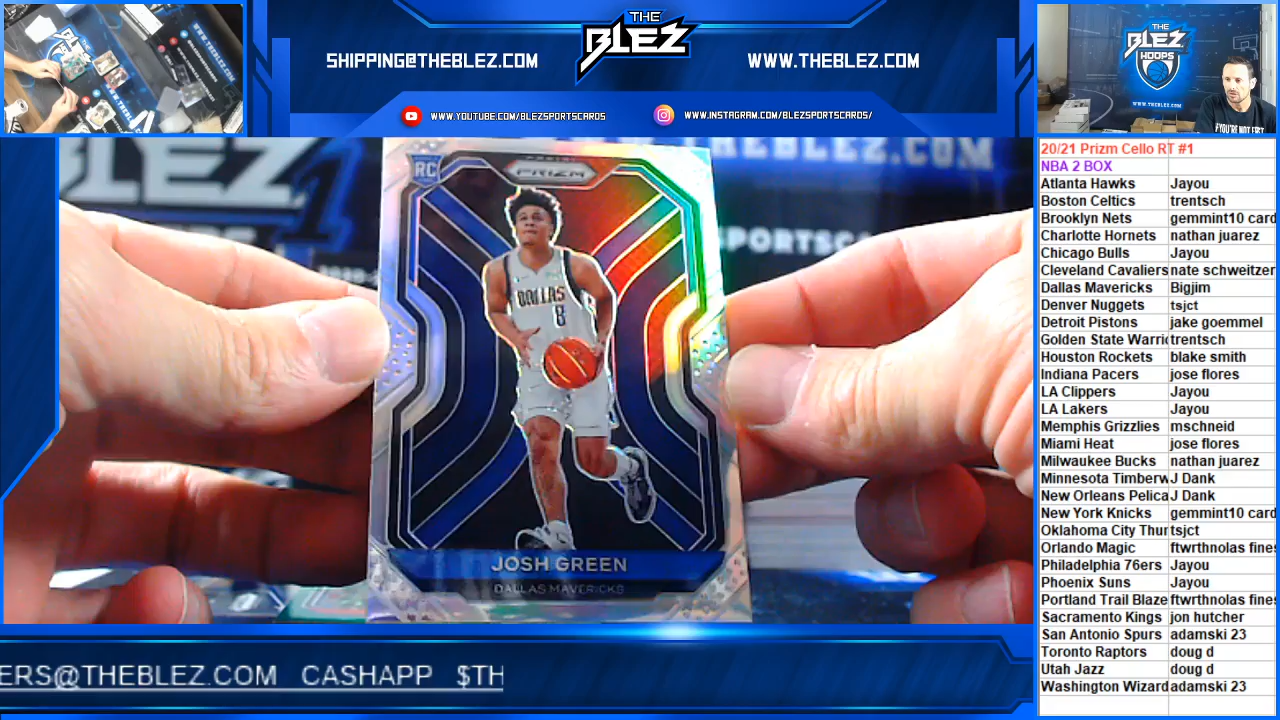 THE
BLEZ
SHIPPING@THEBLEZ.COM
WWW.THEBLEZ.COM
WWW.YOUTUBE.COM/BLEZSPORTSCARDS
WWW.INSTAGRAM.COM/BLEZSPORTSCARDS/
THE
BLEZ
HOOPS
WWW.THEBLEZ.COM
RC
PRIZM
DALLAS
8
JOSH GREEN
DALLAS MAVERICKS
ERS@THEBLEZ.COM CASHAPP $TH
20/21 Prizm Cello RT #1
NBA 2 BOX
Atlanta Hawks Jayou
Boston Celtics trentsch
Brooklyn Nets gemmint10 card
Charlotte Hornets nathan juarez
Chicago Bulls Jayou
Cleveland Cavaliers nate schweitzer
Dallas Mavericks Bigjim
Denver Nuggets tsjct
Detroit Pistons jake goemmel
Golden State Warri trentsch
Houston Rockets blake smith
Indiana Pacers jose flores
LA Clippers Jayou
LA Lakers Jayou
Memphis Grizzlies mschneid
Miami Heat jose flores
Milwaukee Bucks nathan juarez
Minnesota Timberw J Dank
New Orleans Pelica J Dank
New York Knicks gemmint10 card
Oklahoma City Thur tsjct
Orlando Magic ftwrthnolas fines
Philadelphia 76ers Jayou
Phoenix Suns Jayou
Portland Trail Blaze ftwrthnolas fines
Sacramento Kings jon hutcher
San Antonio Spurs adamski 23
Toronto Raptors doug d
Utah Jazz doug d
Washington Wizard adamski 23